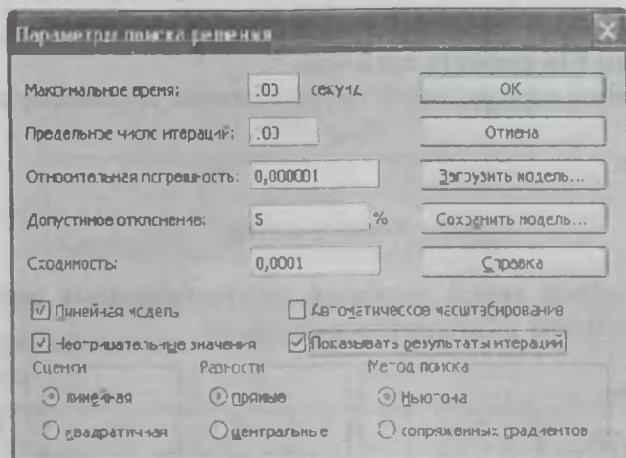 Параметры поиска решения
Максимальное время: .00 секунд OK
Предельное число итераций: .00 Отмена
Относительная погрешность: 0,000001 Загрузить модель...
Допустимое отклонение: 5 % Сохранить модель...
Сходимость: 0,0001 Справка
Линейная модель Автоматическое масштабирование
Неотрицательные значения Показывать результаты итераций
Оценки Разности Метод поиска
линейная прямые Ньютона
квадратичная центральные сопряженных градиентов